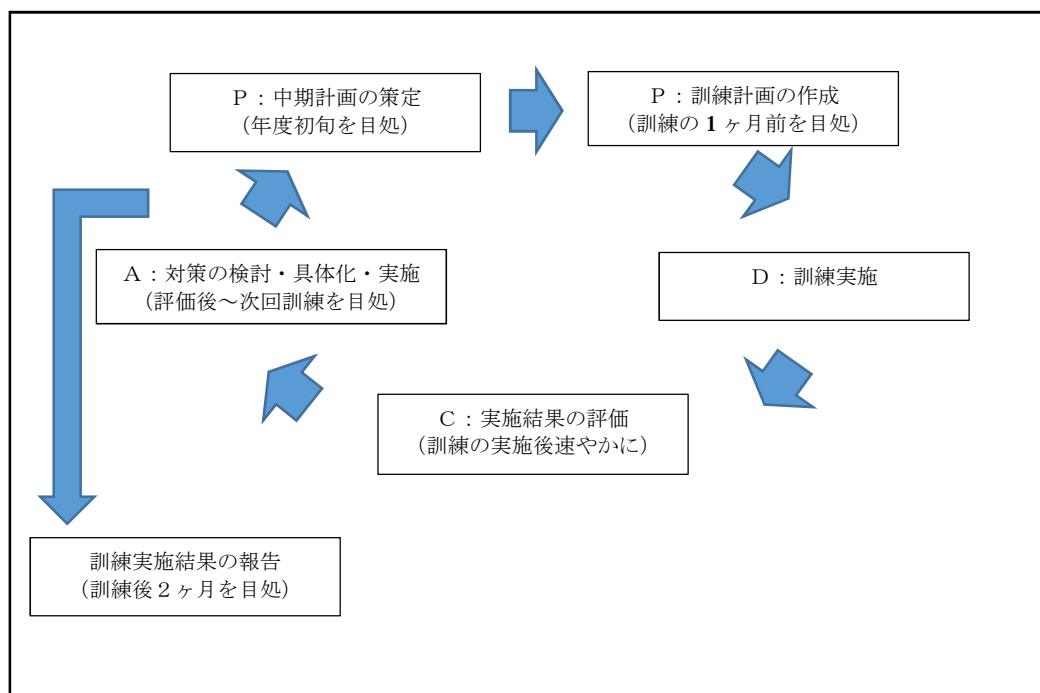 Ｐ：中期計画の策定
（年度初旬を目処）
Ｐ：訓練計画の作成
（訓練の 1 ヶ月前を目処）
Ａ：対策の検討・具体化・実施
（評価後～次回訓練を目処）
Ｄ：訓練実施
Ｃ：実施結果の評価
（訓練の実施後速やかに）
訓練実施結果の報告
（訓練後２ヶ月を目処）